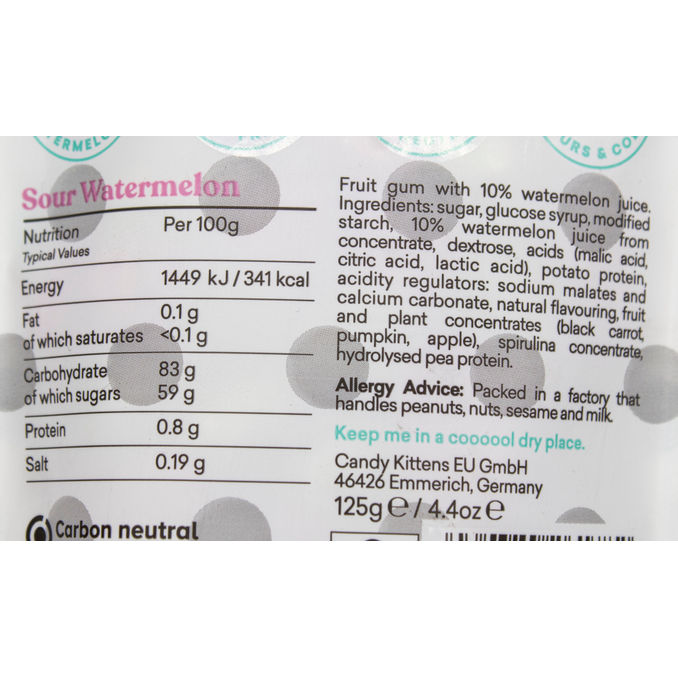 ERMEL
URS & CO
Sour Watermelon
Nutrition Per 100g
Typical Values
Energy 1449 kJ / 341 kcal
Fat 0.1 g
of which saturates <0.1 g
Carbohydrate 83 g
of which sugars 59 g
Protein 0.8 g
Salt 0.19 g
Carbon neutral
Fruit gum with 10% watermelon juice.
Ingredients: sugar, glucose syrup, modified
starch, 10% watermelon juice from
concentrate, dextrose, acids (malic acid,
citric acid, lactic acid), potato protein,
acidity regulators: sodium malates and
calcium carbonate, natural flavouring, fruit
and plant concentrates (black carrot,
pumpkin, apple), spirulina concentrate,
hydrolysed pea protein.
Allergy Advice: Packed in a factory that
handles peanuts, nuts, sesame and milk.
Keep me in a coooool dry place.
Candy Kittens EU GmbH
46426 Emmerich, Germany
125g e / 4.4oz e